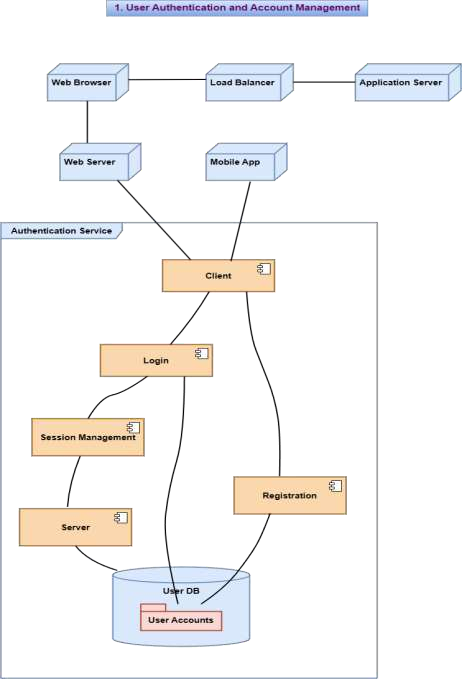 1. User Authentication and Account Management
Web Browser
Load Balancer
Application Server
Web Server
Mobile App
Authentication Service
Client
Login
Session Management
Registration
Server
User DB
User Accounts